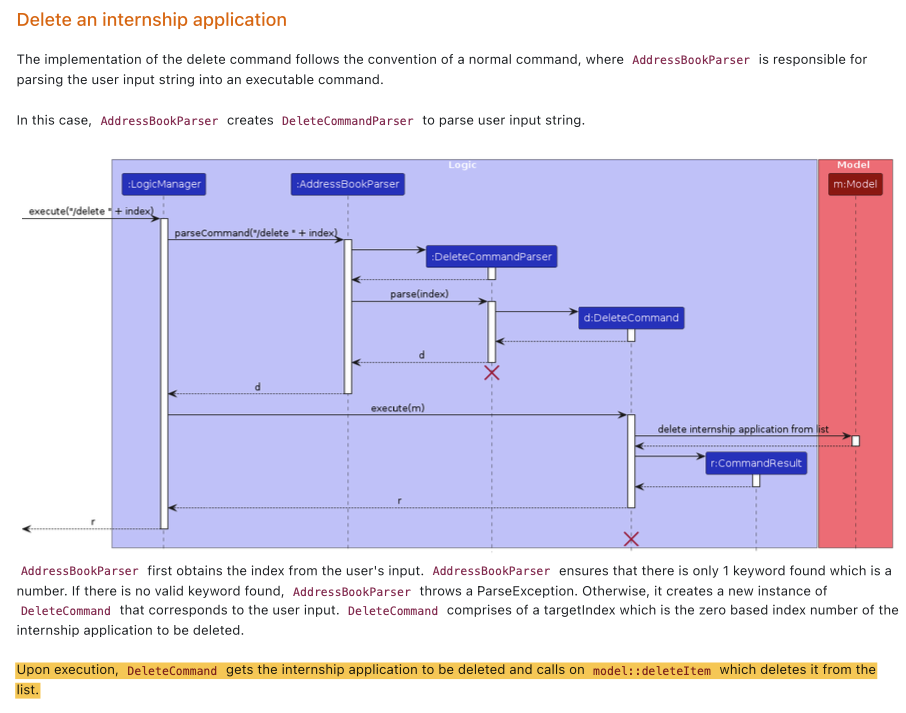 Delete an internship application
The implementation of the delete command follows the convention of a normal command, where AddressBookParser is responsible for
parsing the user input string into an executable command.
In this case, AddressBookParser creates DeleteCommandParser to parse user input string.
Logic
Model
:LogicManager
:AddressBookParser
m:Model
execute("/delete " + index)
parseCommand("/delete " + index)
:DeleteCommandParser
parse(index)
d:DeleteCommand
d
d
execute(m)
delete internship application from list
r:CommandResult
r
r
AddressBookParser first obtains the index from the user's input. AddressBookParser ensures that there is only 1 keyword found which is a
number. If there is no valid keyword found, AddressBookParser throws a ParseException. Otherwise, it creates a new instance of
DeleteCommand that corresponds to the user input. DeleteCommand comprises of a targetIndex which is the zero based index number of the
internship application to be deleted.
Upon execution, DeleteCommand gets the internship application to be deleted and calls on model::deleteItem which deletes it from the
list.